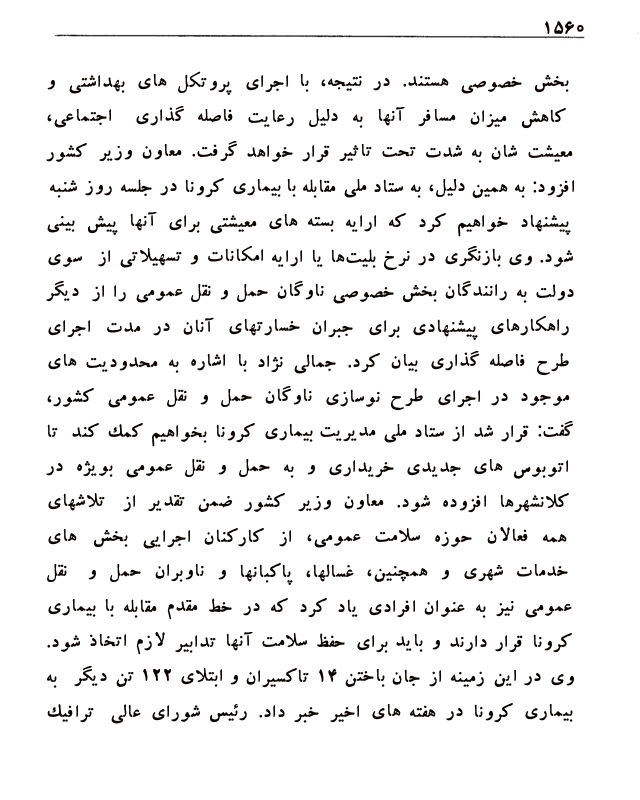 ۱۵۶۰
بخش خصوصی هستند. در نتیجه، با اجرای پروتکل های بهداشتی و
کاهش میزان مسافر آنها به دلیل رعایت فاصله گذاری اجتماعی،
معیشت شان به شدت تحت تاثیر قرار خواهد گرفت. معاون وزیر کشور
افزود: به همین دلیل، به ستاد ملی مقابله با بیماری کرونا در جلسه روز شنبه
پیشنهاد خواهیم کرد که ارایه بسته های معیشتی برای آنها پیش بینی
شود. وی بازنگری در نرخ بلیت‌ها یا ارایه امکانات و تسهیلاتی از سوی
دولت به رانندگان بخش خصوصی ناوگان حمل و نقل عمومی را از دیگر
راهکارهای پیشنهادی برای جبران خسارتهای آنان در مدت اجرای
طرح فاصله گذاری بیان کرد. جمالی نژاد با اشاره به محدودیت های
موجود در اجرای طرح نوسازی ناوگان حمل و نقل عمومی کشور،
گفت: قرار شد از ستاد ملی مدیریت بیماری کرونا بخواهیم کمك کند تا
اتوبوس های جدیدی خریداری و به حمل و نقل عمومی بویژه در
کلانشهرها افزوده شود. معاون وزیر کشور ضمن تقدیر از تلاشهای
همه فعالان حوزه سلامت عمومی، از کارکنان اجرایی بخش های
خدمات شهری و همچنین، غسالها، پاکبانها و ناوبران حمل و نقل
عمومی نیز به عنوان افرادی یاد کرد که در خط مقدم مقابله با بیماری
کرونا قرار دارند و باید برای حفظ سلامت آنها تدابیر لازم اتخاذ شود.
وی در این زمینه از جان باختن ۱۴ تاکسیران و ابتلای ۱۲۲ تن دیگر به
بیماری کرونا در هفته های اخیر خبر داد. رئیس شورای عالی ترافیك